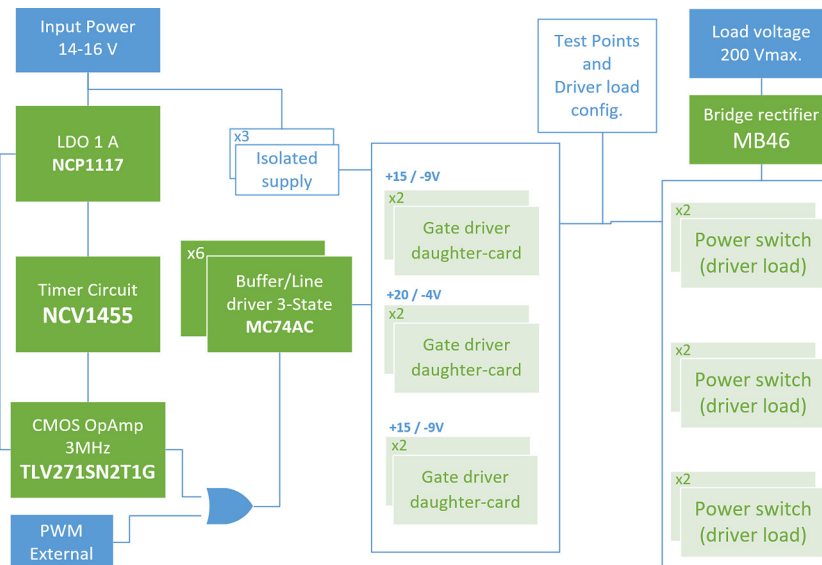 Input Power
14-16 V
LDO 1 A
NCP1117
Timer Circuit
NCV1455
CMOS OpAmp
3MHz
TLV271SN2T1G
PWM
External
x3
Isolated
supply
x6
Buffer/Line
driver 3-State
MC74AC
+15 / -9V
x2
Gate driver
daughter-card
+20 / -4V
x2
Gate driver
daughter-card
+15 / -9V
x2
Gate driver
daughter-card
Test Points
and
Driver load
config.
Load voltage
200 Vmax.
Bridge rectifier
MB46
x2
Power switch
(driver load)
x2
Power switch
(driver load)
x2
Power switch
(driver load)